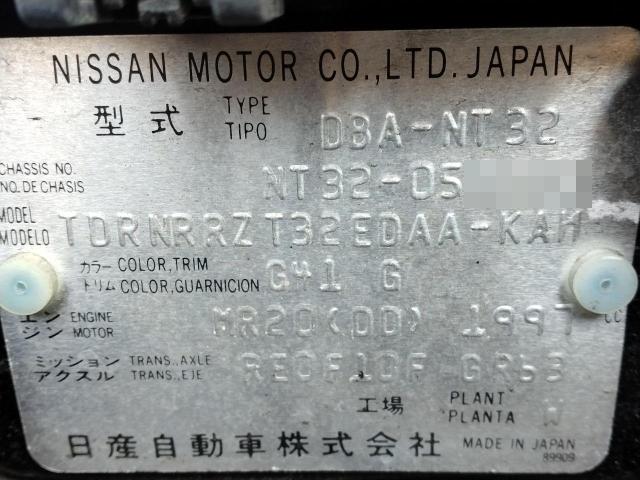 NISSAN MOTOR CO.,LTD.JAPAN
型式 TYPE TIPO DBA-NT32
CHASSIS NO. NO.DE CHASIS NT32-05
MODEL MODELO TDRNRRZ T32EDAA-KAM
カラー COLOR,TRIM トリム COLOR,GUARNICION G41 G
エンジン ENGINE MOTOR MR20(DD) 1997 CC
ミッション TRANS.,AXLE アクスル TRANS.,EJE RE0F10F GR63
工場 PLANT PLANTA W
日産自動車株式会社 MADE IN JAPAN
89909